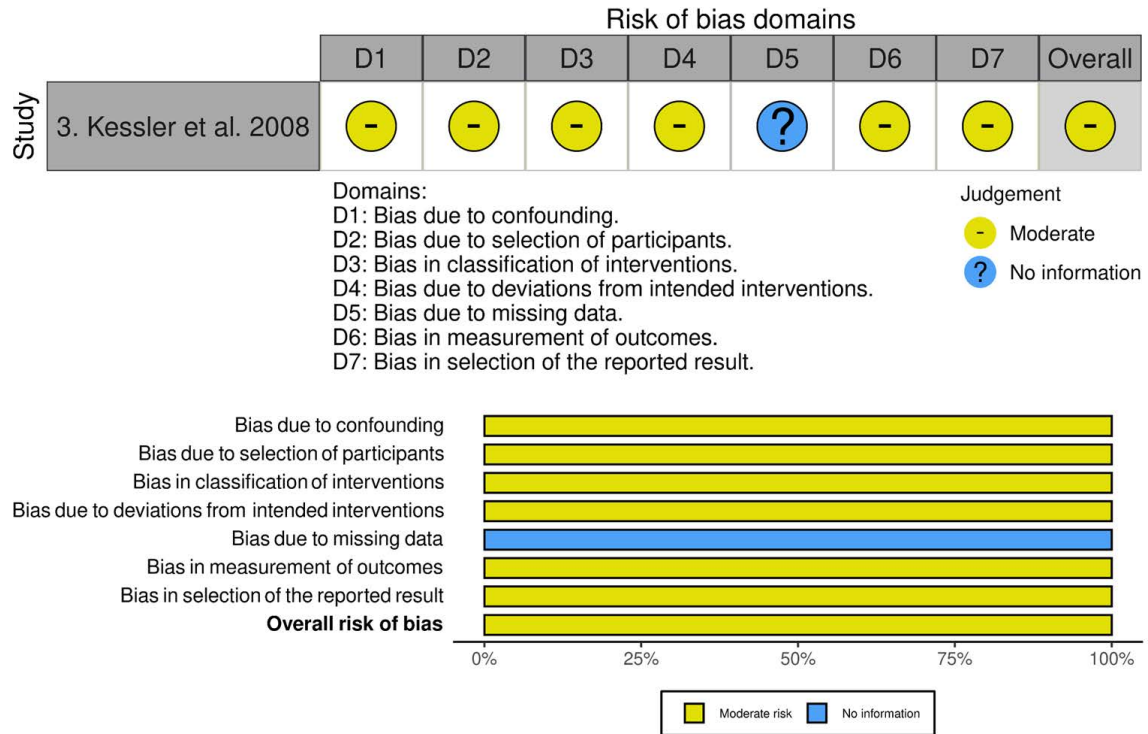 Risk of bias domains
D1 D2 D3 D4 D5 D6 D7 Overall
Study
3. Kessler et al. 2008 - - - - ? - - -
Domains:
D1: Bias due to confounding.
D2: Bias due to selection of participants.
D3: Bias in classification of interventions.
D4: Bias due to deviations from intended interventions.
D5: Bias due to missing data.
D6: Bias in measurement of outcomes.
D7: Bias in selection of the reported result.
Judgement
- Moderate
? No information
Bias due to confounding
Bias due to selection of participants
Bias in classification of interventions
Bias due to deviations from intended interventions
Bias due to missing data
Bias in measurement of outcomes
Bias in selection of the reported result
Overall risk of bias
0% 25% 50% 75% 100%
Moderate risk No information